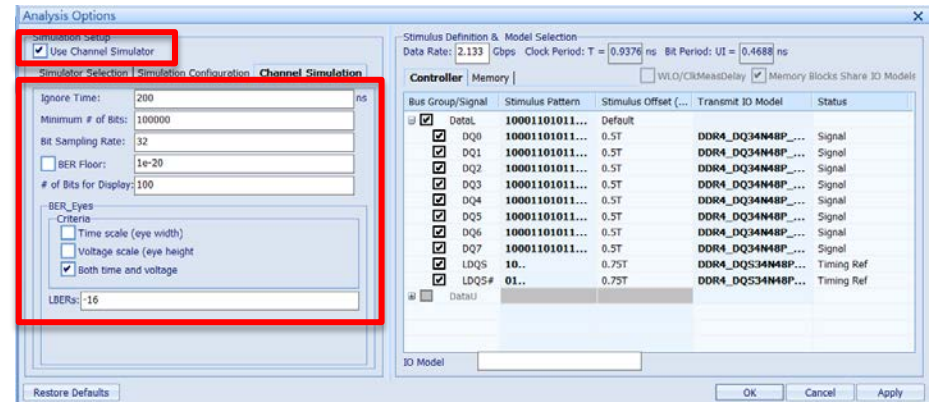 Analysis Options
Simulation Setup
Use Channel Simulator
Simulator Selection Simulation Configuration Channel Simulation
Ignore Time: 200 ns
Minimum # of Bits: 100000
Bit Sampling Rate: 32
BER Floor: 1e-20
# of Bits for Display: 100
BER_Eyes
Criteria
Time scale (eye width)
Voltage scale (eye height
Both time and voltage
LBERs: -16
Restore Defaults
Stimulus Definition & Model Selection
Data Rate: 2.133 Gbps Clock Period: T = 0.9376 ns Bit Period: UI = 0.4688 ns
Controller Memory WLO/ClkMeasDelay Memory Blocks Share IO Models
Bus Group/Signal Stimulus Pattern Stimulus Offset (... Transmit IO Model Status
DataL 10001101011... Default
DQ0 10001101011... 0.5T DDR4_DQ34N48P_... Signal
DQ1 10001101011... 0.5T DDR4_DQ34N48P_... Signal
DQ2 10001101011... 0.5T DDR4_DQ34N48P_... Signal
DQ3 10001101011... 0.5T DDR4_DQ34N48P_... Signal
DQ4 10001101011... 0.5T DDR4_DQ34N48P_... Signal
DQ5 10001101011... 0.5T DDR4_DQ34N48P_... Signal
DQ6 10001101011... 0.5T DDR4_DQ34N48P_... Signal
DQ7 10001101011... 0.5T DDR4_DQ34N48P_... Signal
LDQS 10.. 0.75T DDR4_DQS34N48P... Timing Ref
LDQS# 01.. 0.75T DDR4_DQS34N48P... Timing Ref
DataU
IO Model
OK Cancel Apply